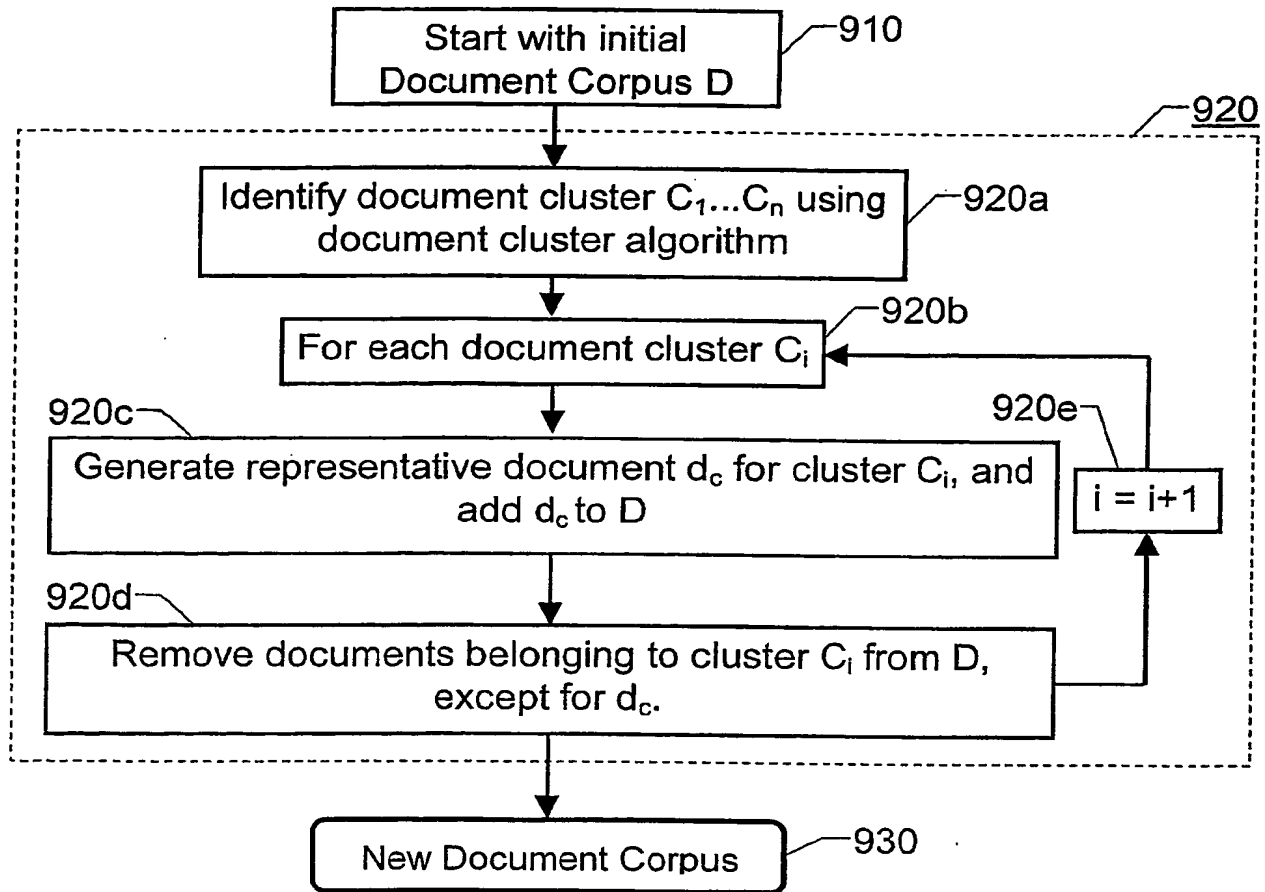 Start with initial
Document Corpus D
910
920
Identify document cluster C₁...Cₙ using
document cluster algorithm
920a
920b
For each document cluster Cᵢ
920c
920e
Generate representative document d꜀ for cluster Cᵢ, and
add d꜀ to D
i = i+1
920d
Remove documents belonging to cluster Cᵢ from D,
except for d꜀.
New Document Corpus
930